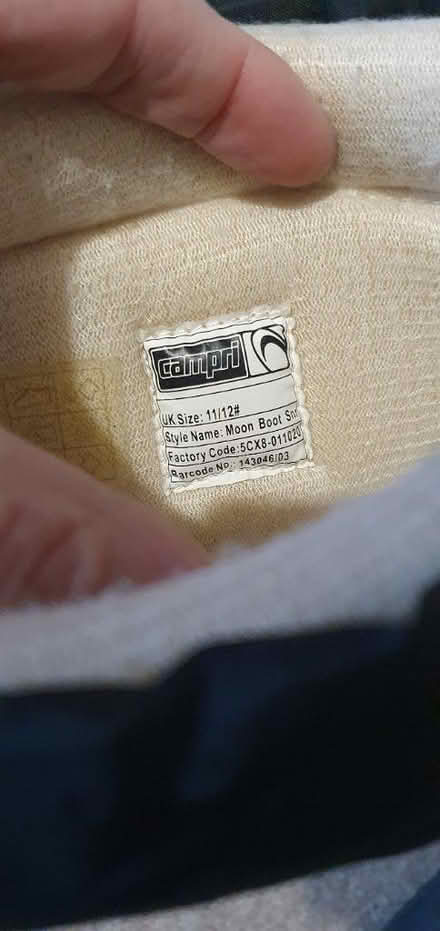 campri
UK Size: 11/12#
Style Name: Moon Boot
Factory Code:5CX8-011020
Barcode No.: 143046/03